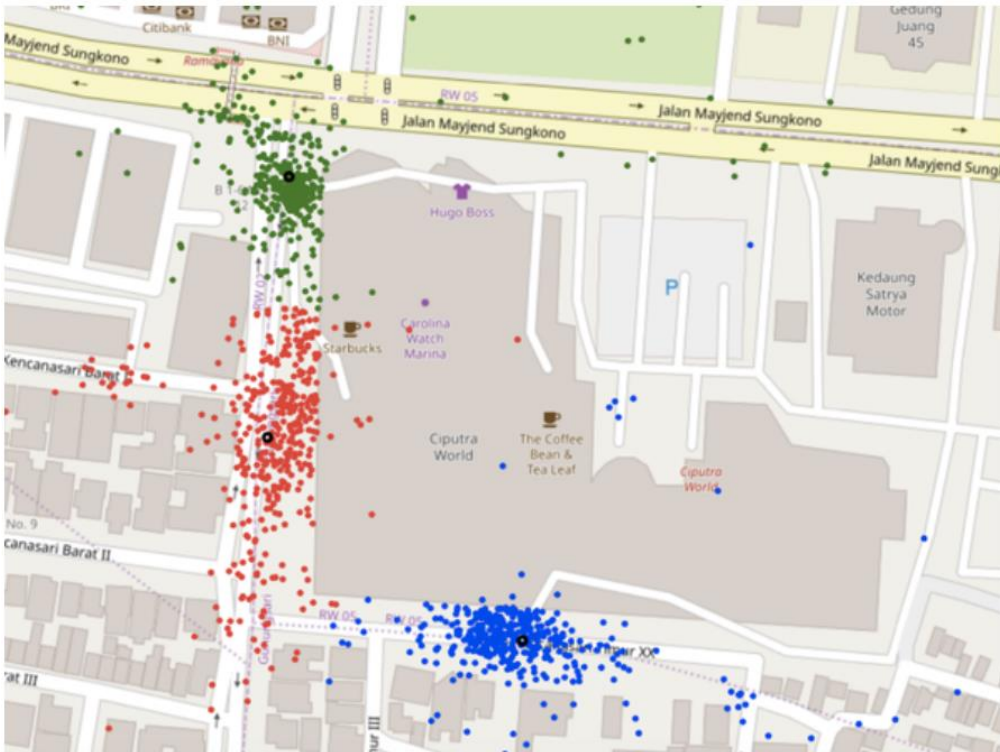 Citibank
BNI
Gedung
Juang
45
Mayjend Sungkono
RW 05
Jalan Mayjend Sungkono
Jalan Mayjend Sungkono
Jalan Mayjend Sung
Hugo Boss
P
Kedaung
Satrya
Motor
Carolina
Watch
Marina
Starbucks
Kencanasari Barat I
Ciputra
World
The Coffee
Bean &
Tea Leaf
Ciputra
World
No. 9
canasari Barat II
RW 05
RW 05
rat III